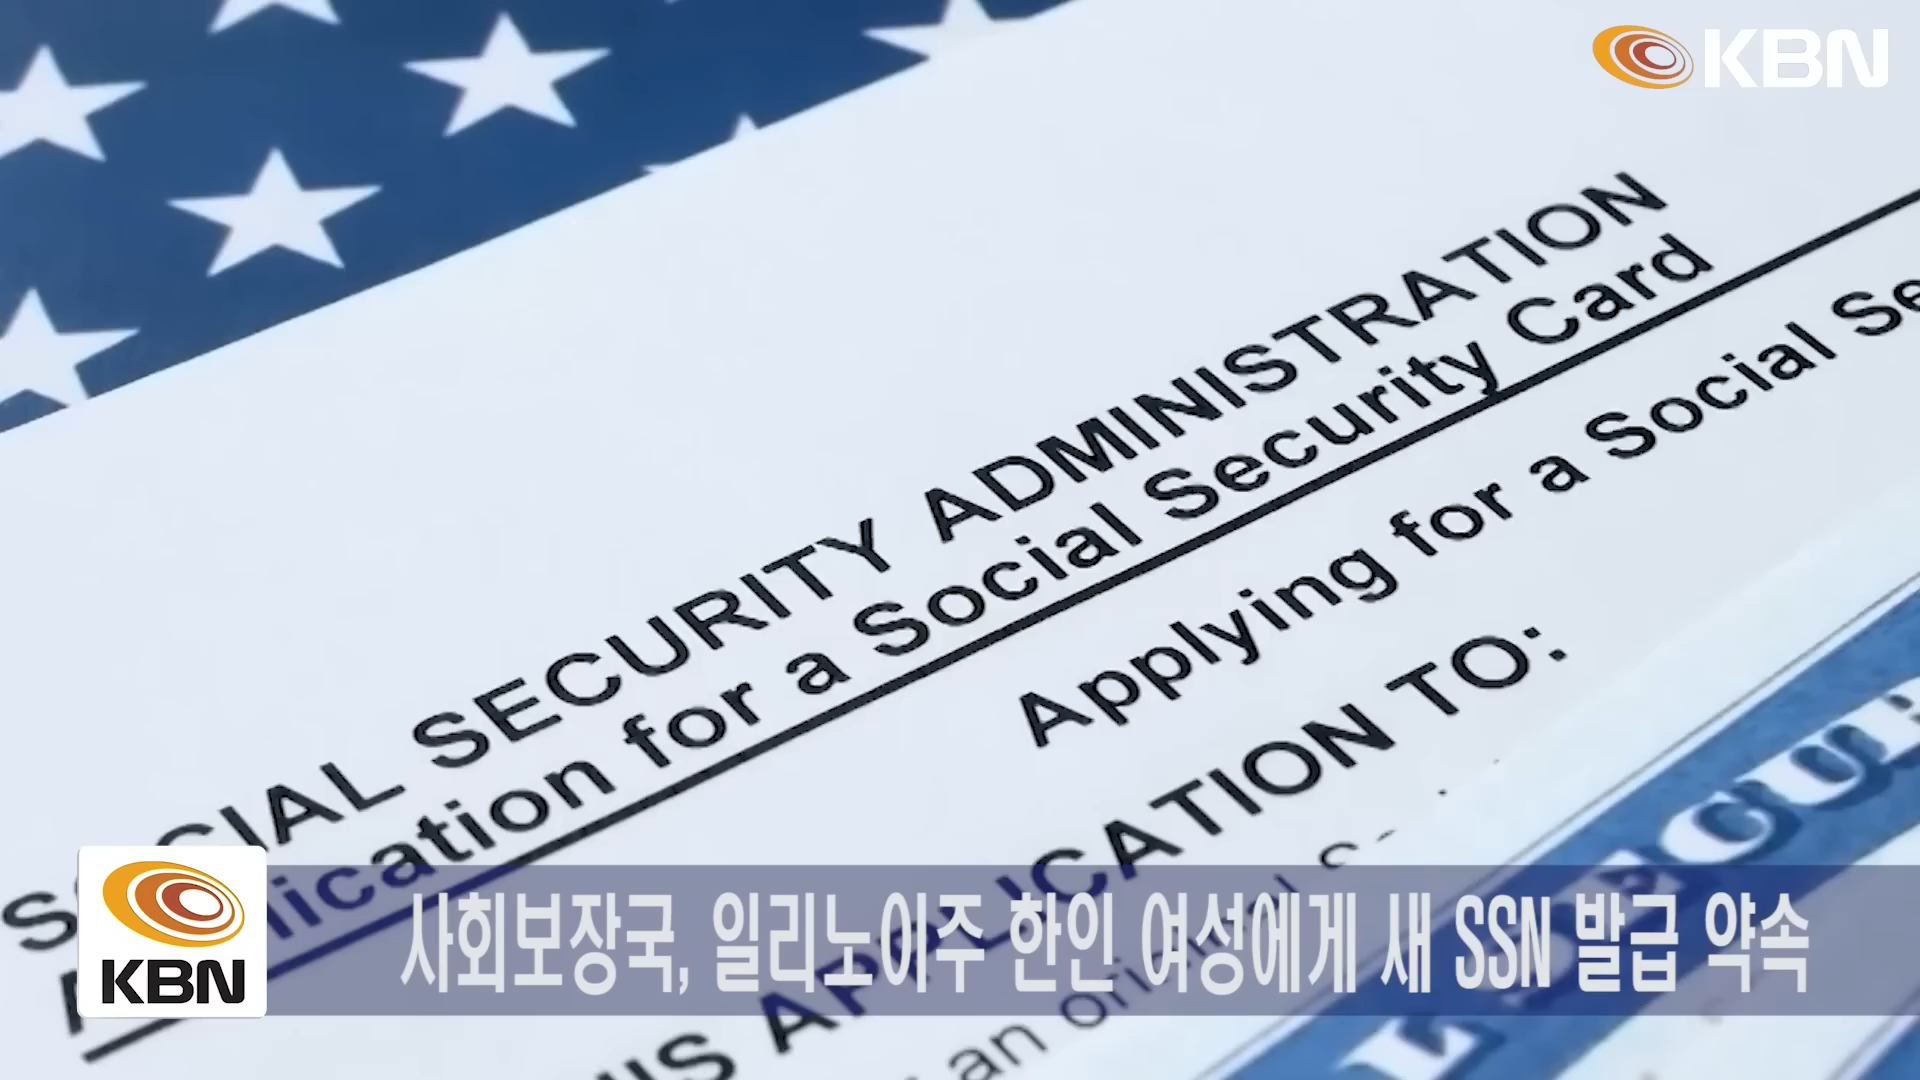 KBN
SOCIAL SECURITY ADMINISTRATION
Application for a Social Security Card
Applying for a Social Se
APPLICATION TO:
KBN
사회보장국, 일리노이주 한인 여성에게 새 SSN 발급 약속